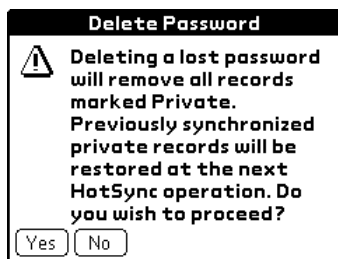 Delete Password
Deleting a lost password
will remove all records
marked Private.
Previously synchronized
private records will be
restored at the next
HotSync operation. Do
you wish to proceed?
Yes No